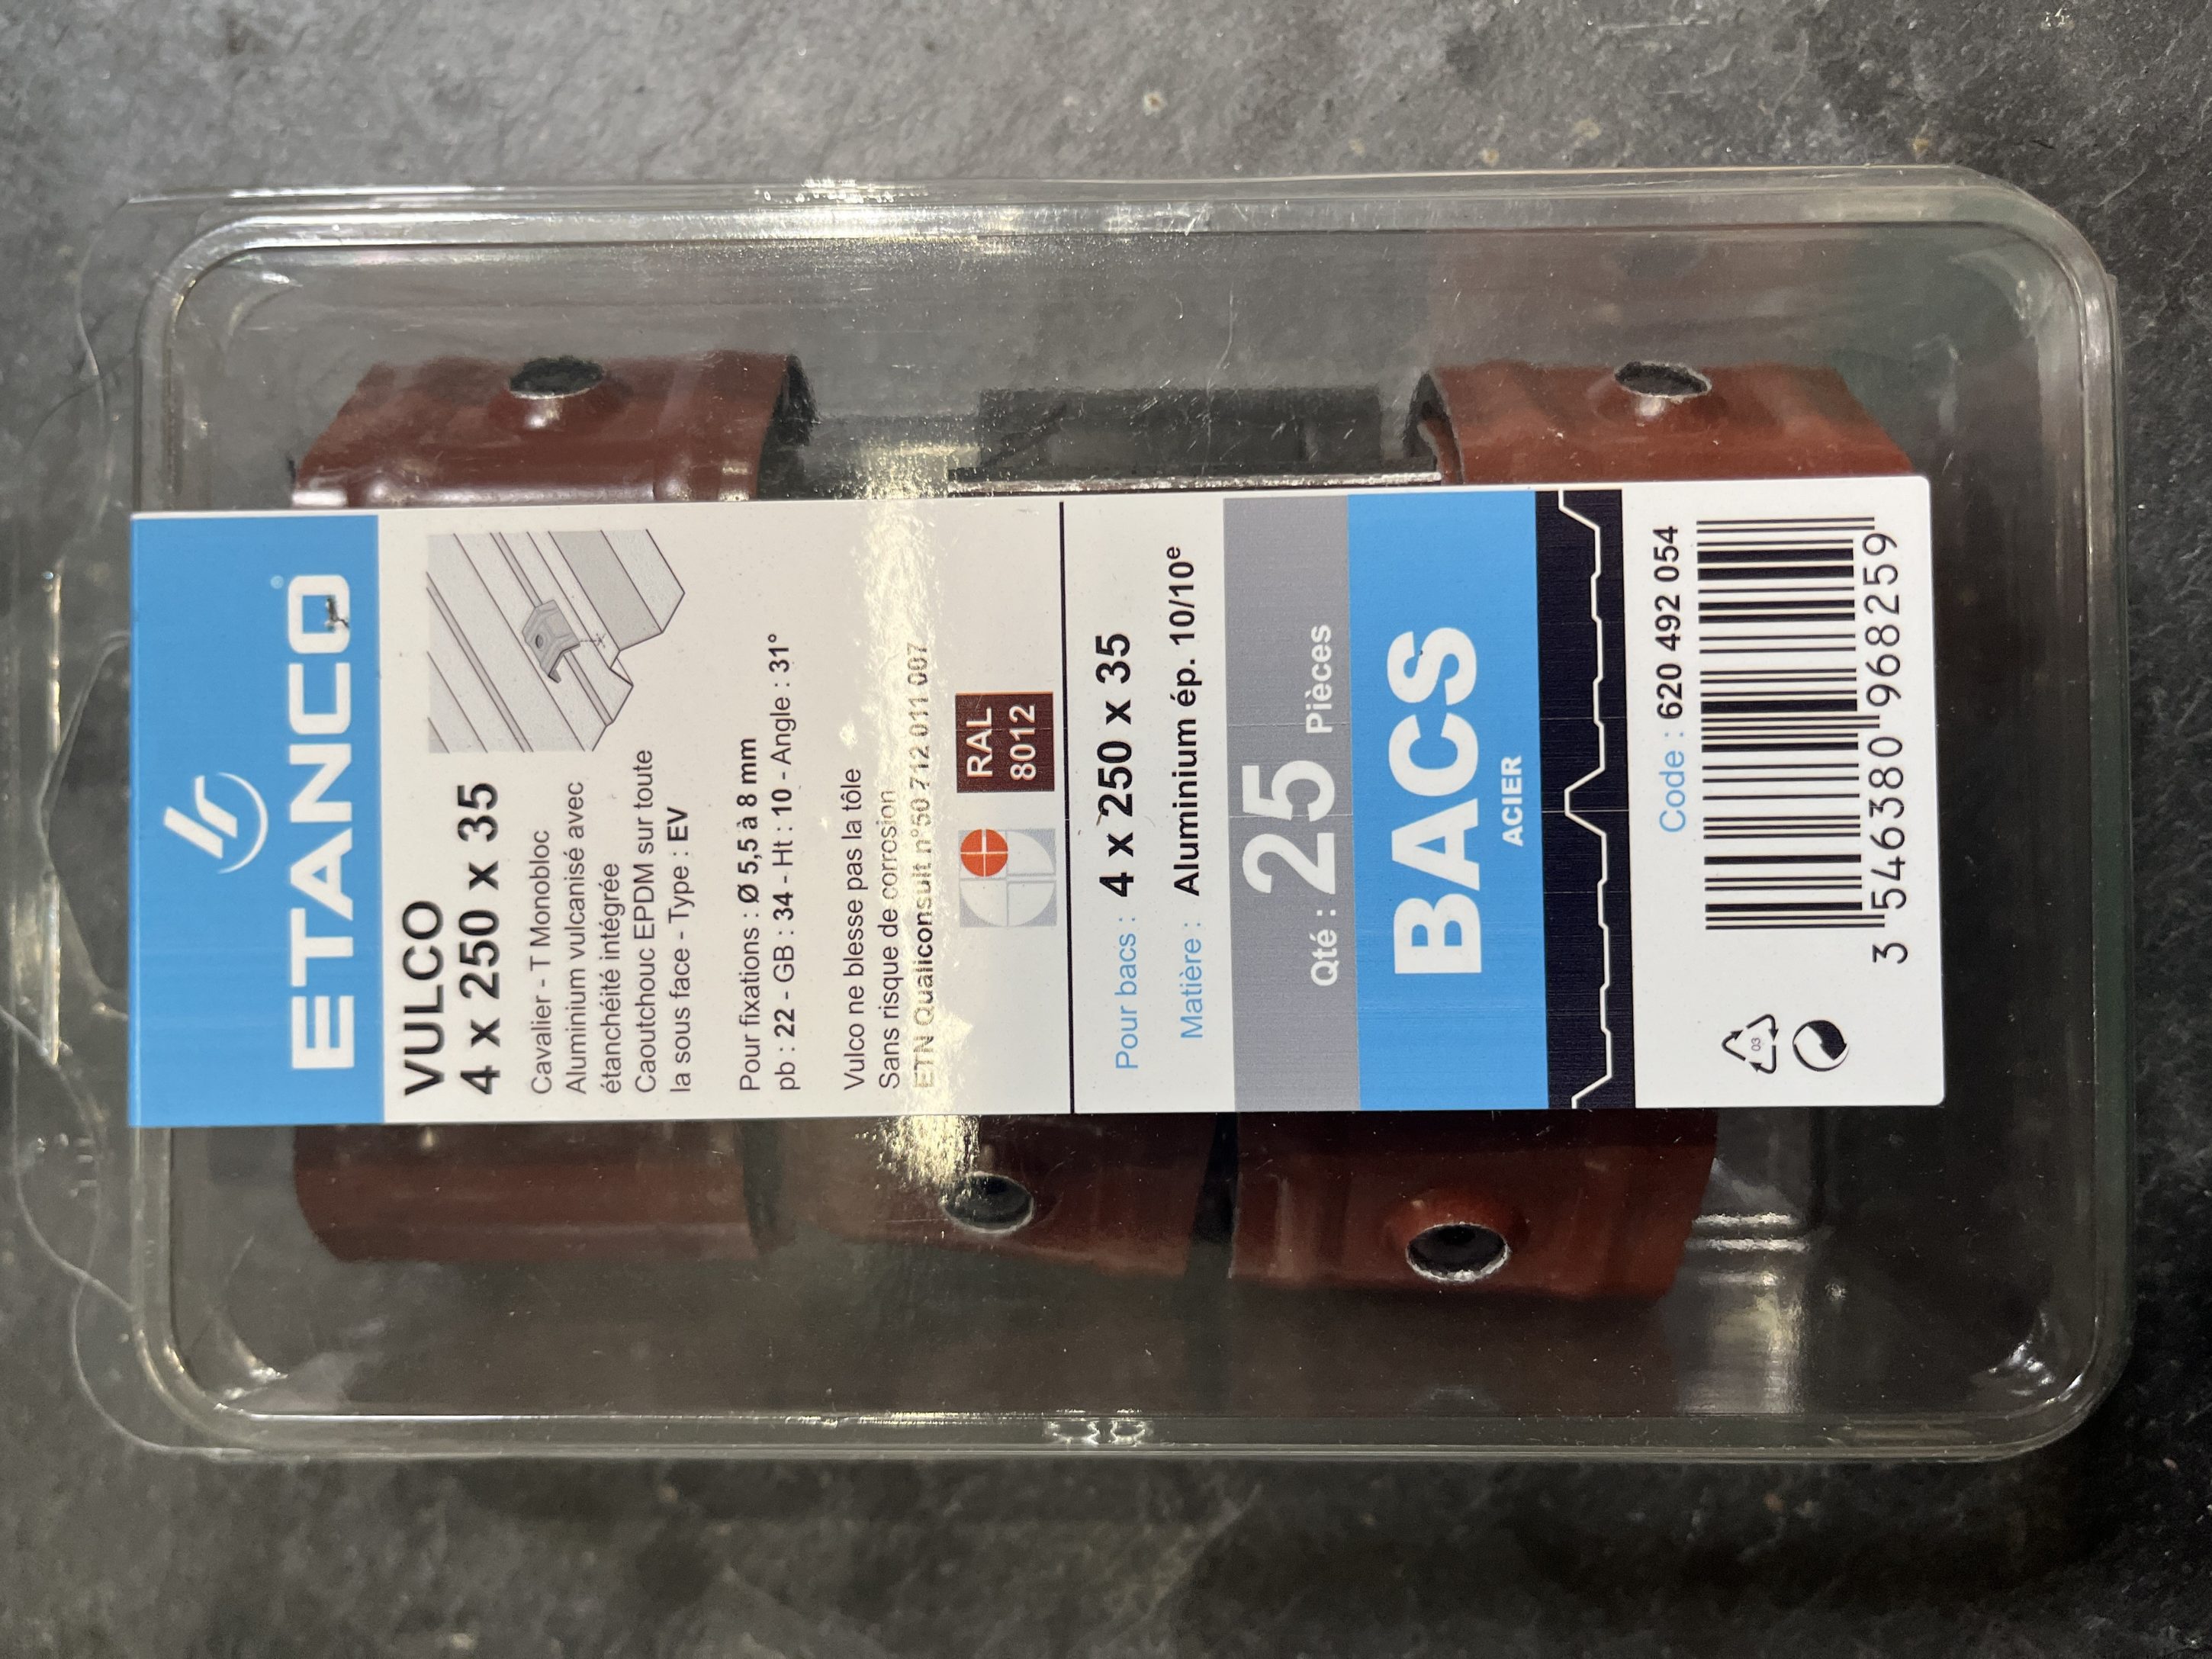 ETANCO
VULCO
4 x 250 x 35
Cavalier - T Monobloc
Aluminium vulcanisé avec
étanchéité intégrée
Caoutchouc EPDM sur toute
la sous face - Type : EV
Pour fixations : Ø 5,5 à 8 mm
pb : 22 - GB : 34 - Ht : 10 - Angle : 31°
Vulco ne blesse pas la tôle
Sans risque de corrosion
ETN Qualiconsult n°50 712 011 007
RAL
8012
Pour bacs : 4 x 250 x 35
Matière : Aluminium ép. 10/10e
Qté : 25 Pièces
BACS
ACIER
Code : 620 492 054
3 546380 968259
03